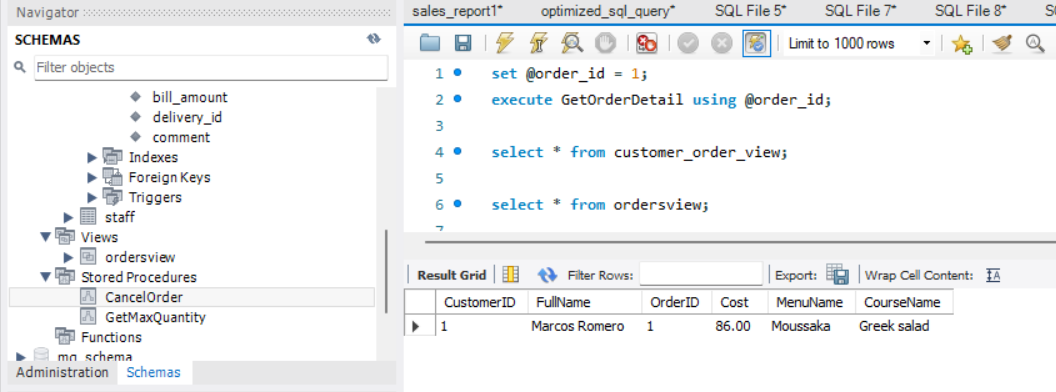 Navigator
SCHEMAS
Filter objects
bill_amount
delivery_id
comment
Indexes
Foreign Keys
Triggers
staff
Views
ordersview
Stored Procedures
CancelOrder
GetMaxQuantity
Functions
mg_schema
Administration Schemas
sales_report1* optimized_sql_query* SQL File 5* SQL File 7* SQL File 8* S
Limit to 1000 rows
1 set @order_id = 1;
2 execute GetOrderDetail using @order_id;
3
4 select * from customer_order_view;
5
6 select * from ordersview;
7
Result Grid Filter Rows: Export: Wrap Cell Content: IA
CustomerID FullName OrderID Cost MenuName CourseName
1 Marcos Romero 1 86.00 Moussaka Greek salad